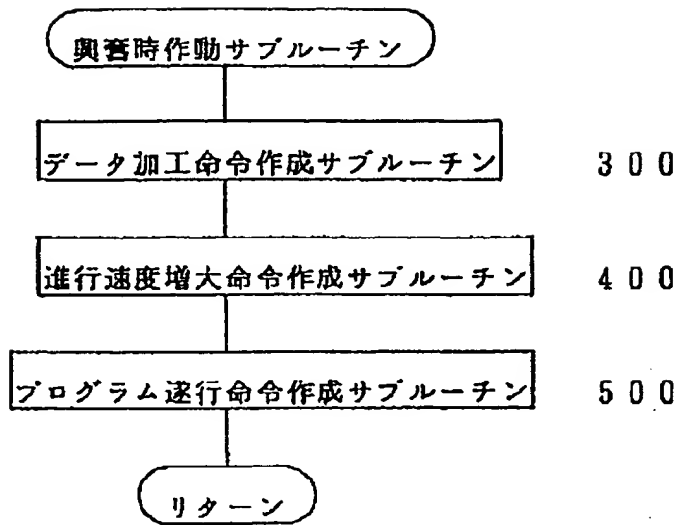 興奮時作動サブルーチン
データ加工命令作成サブルーチン 300
進行速度増大命令作成サブルーチン 400
プログラム遂行命令作成サブルーチン 500
リターン